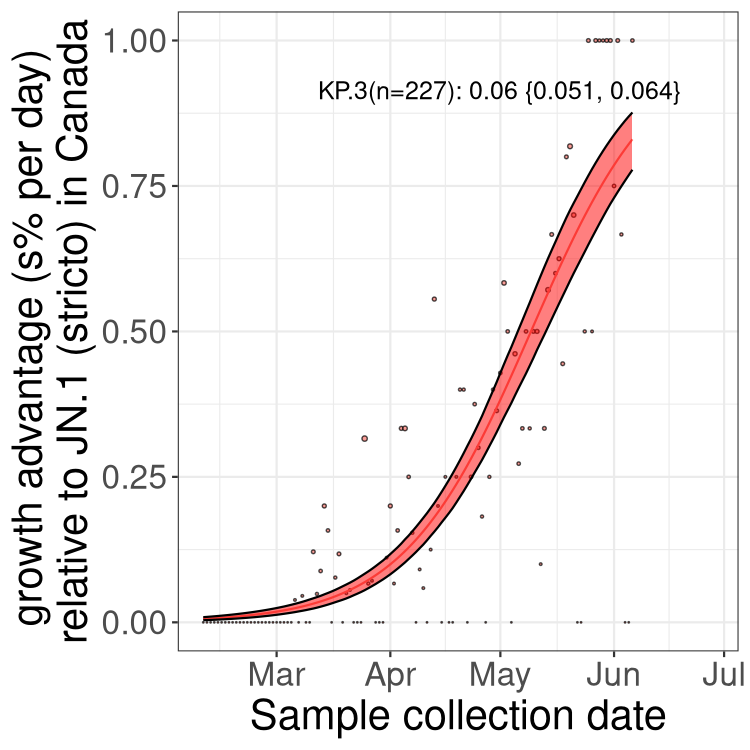 growth advantage (s% per day)
relative to JN.1 (stricto) in Canada
1.00
KP.3(n=227): 0.06 {0.051, 0.064}
0.75
0.50
0.25
0.00
Mar Apr May Jun Jul
Sample collection date